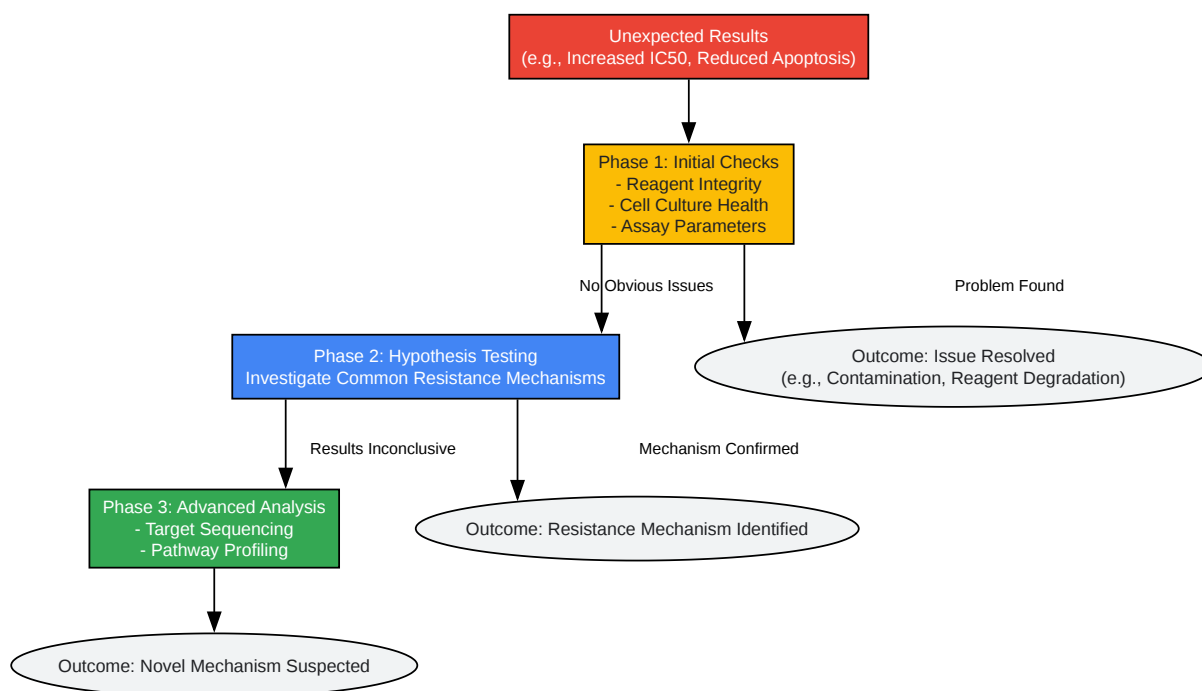 Unexpected Results
(e.g., Increased IC50, Reduced Apoptosis)
Phase 1: Initial Checks
- Reagent Integrity
- Cell Culture Health
- Assay Parameters
No Obvious Issues
Problem Found
Phase 2: Hypothesis Testing
Investigate Common Resistance Mechanisms
Outcome: Issue Resolved
(e.g., Contamination, Reagent Degradation)
Results Inconclusive
Mechanism Confirmed
Phase 3: Advanced Analysis
- Target Sequencing
- Pathway Profiling
Outcome: Resistance Mechanism Identified
Outcome: Novel Mechanism Suspected